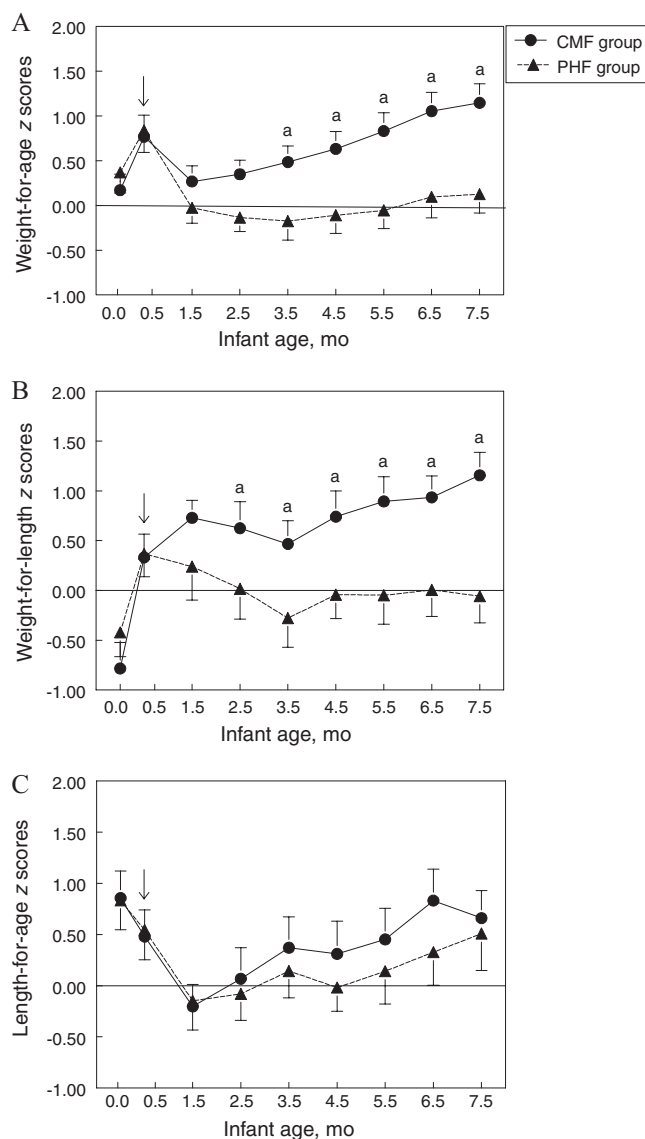 A
2.00
1.50
1.00
0.50
0.00
-0.50
-1.00
Weight-for-age z scores
a a a a a
0.0 0.5 1.5 2.5 3.5 4.5 5.5 6.5 7.5
Infant age, mo
CMF group
PHF group
B
2.00
1.50
1.00
0.50
0.00
-0.50
-1.00
Weight-for-length z scores
a a a a a a
0.0 0.5 1.5 2.5 3.5 4.5 5.5 6.5 7.5
Infant age, mo
C
2.00
1.50
1.00
0.50
0.00
-0.50
-1.00
Length-for-age z scores
0.0 0.5 1.5 2.5 3.5 4.5 5.5 6.5 7.5
Infant age, mo